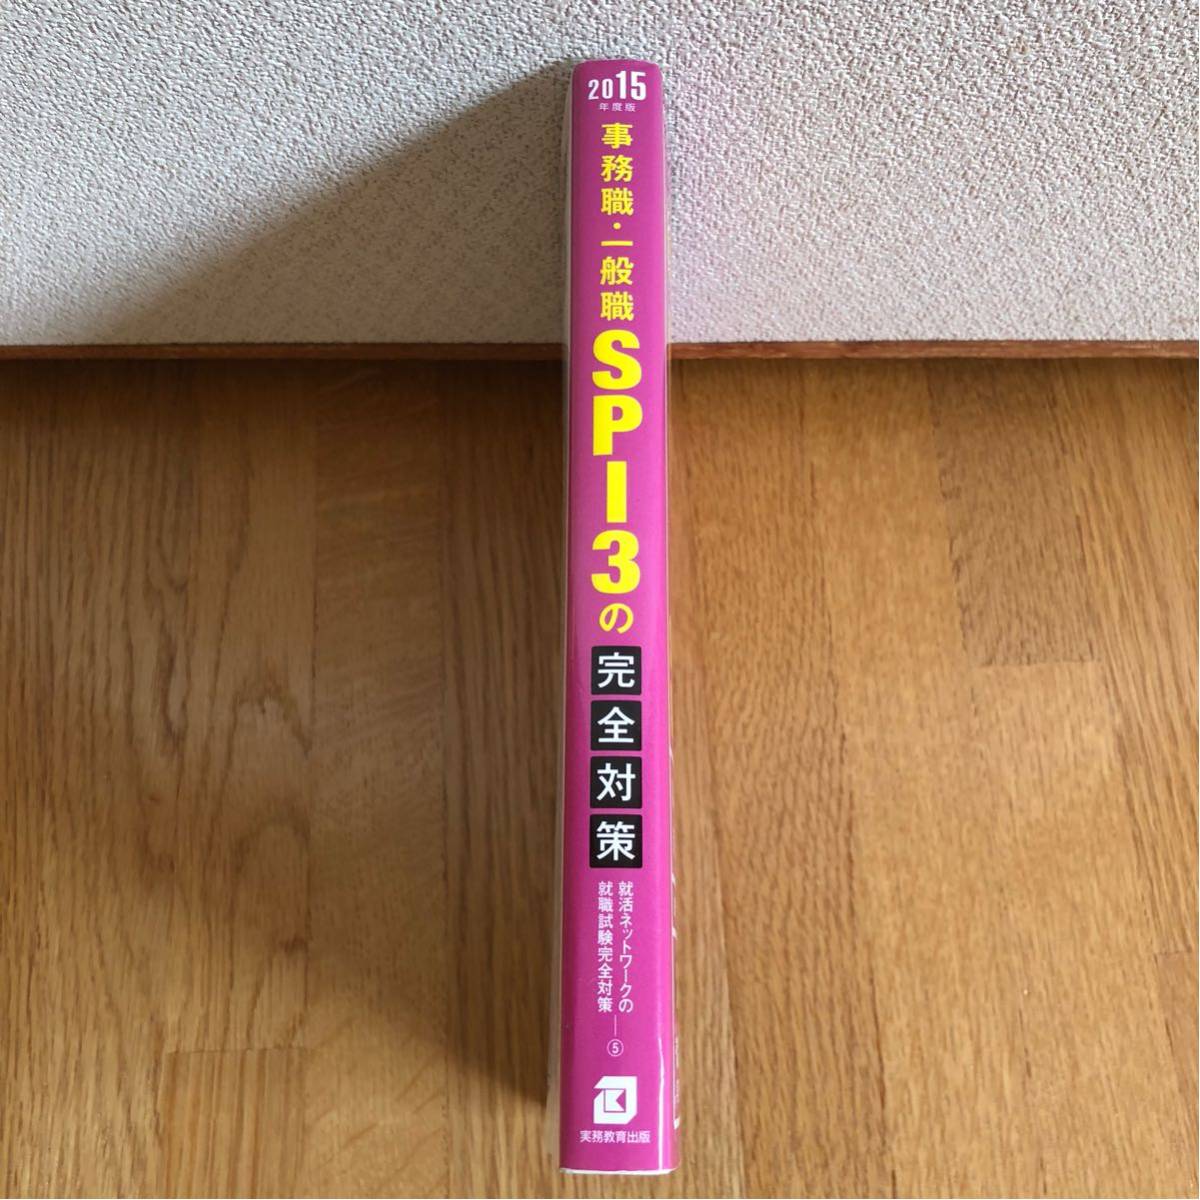 2015
年度版
事務職・一般職
SPI3の
完全対策
就活ネットワークの
就職試験完全対策――⑤
実務教育出版